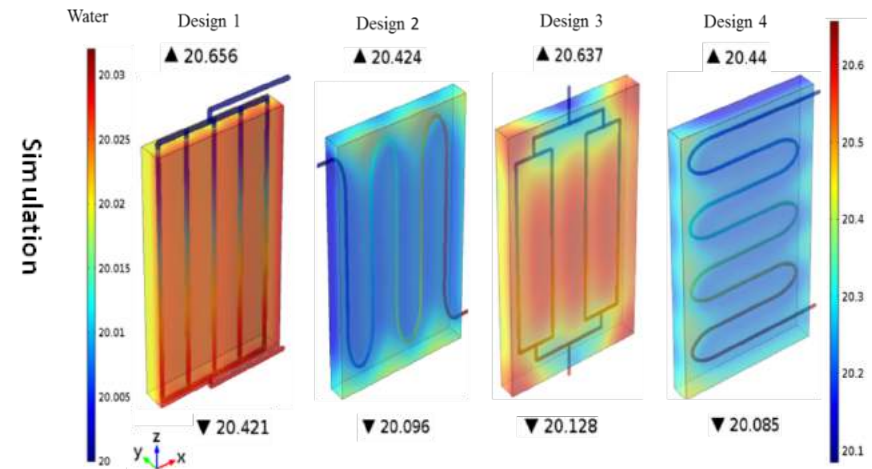 Water
Design 1
Design 2
Design 3
Design 4
▲ 20.656
▲ 20.424
▲ 20.637
▲ 20.44
20.03
20.025
20.02
20.015
20.01
20.005
20
Simulation
20.6
20.5
20.4
20.3
20.2
20.1
▼ 20.421
▼ 20.096
▼ 20.128
▼ 20.085
z
y
x